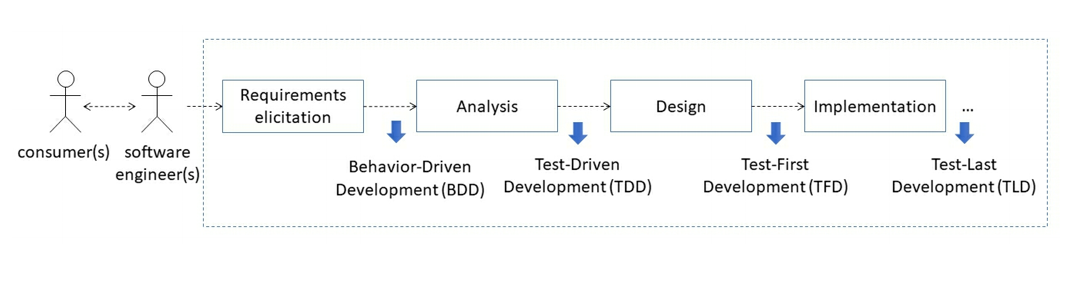 consumer(s)
software
engineer(s)
Requirements
elicitation
Analysis
Design
Implementation
...
Behavior-Driven
Development (BDD)
Test-Driven
Development (TDD)
Test-First
Development (TFD)
Test-Last
Development (TLD)